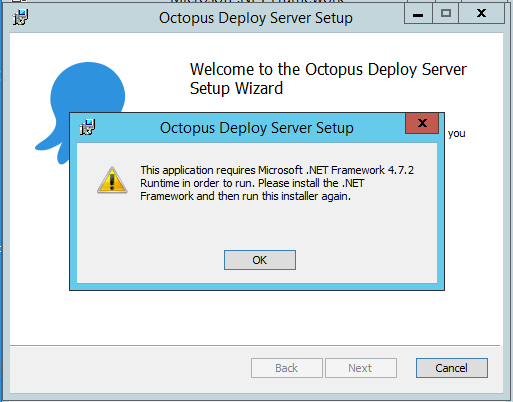 Octopus Deploy Server Setup
Welcome to the Octopus Deploy Server
Setup Wizard
you
Octopus Deploy Server Setup
This application requires Microsoft .NET Framework 4.7.2
Runtime in order to run. Please install the .NET
Framework and then run this installer again.
OK
Back
Next
Cancel